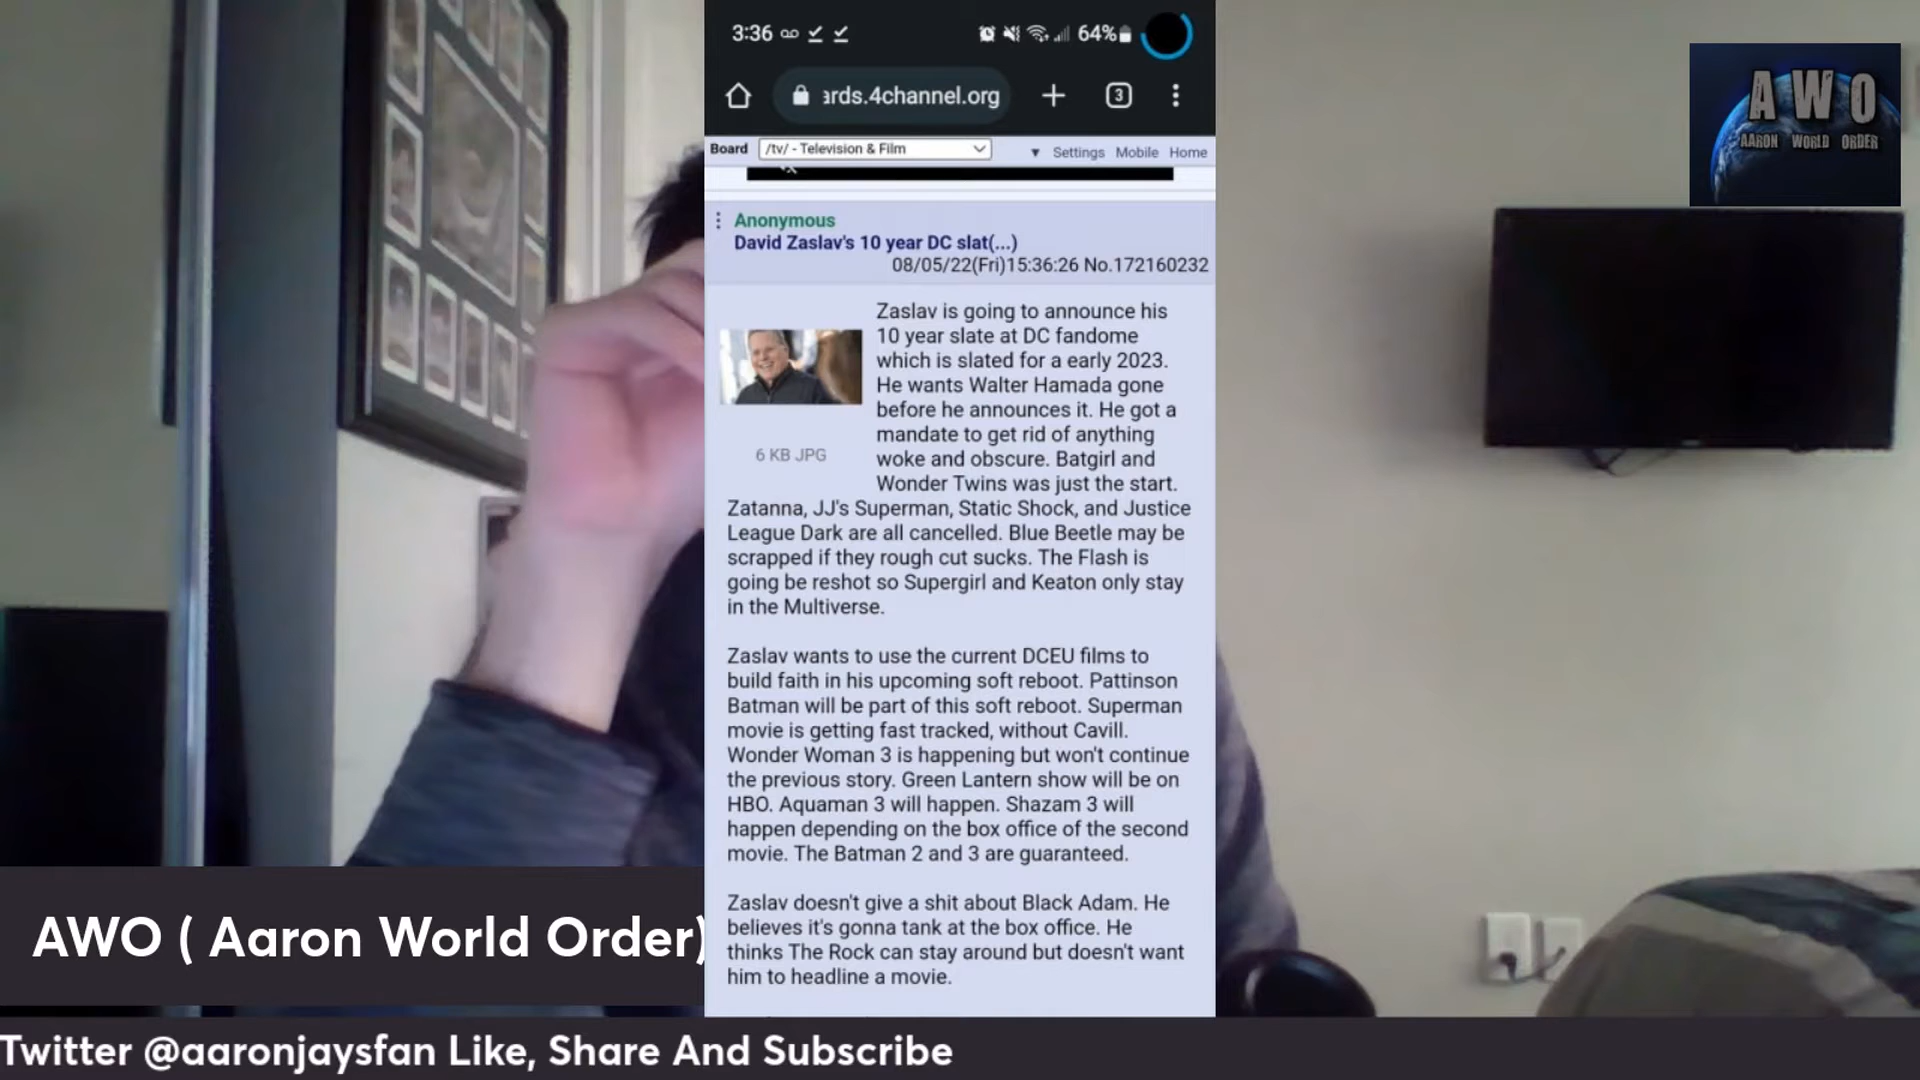 3:36
64%
ards.4channel.org
3
Board
/tv/ - Television & Film
Settings Mobile Home
Anonymous
David Zaslav's 10 year DC slat(...)
08/05/22(Fri)15:36:26 No.172160232
6 KB JPG
Zaslav is going to announce his
10 year slate at DC fandome
which is slated for a early 2023.
He wants Walter Hamada gone
before he announces it. He got a
mandate to get rid of anything
woke and obscure. Batgirl and
Wonder Twins was just the start.
Zatanna, JJ's Superman, Static Shock, and Justice
League Dark are all cancelled. Blue Beetle may be
scrapped if they rough cut sucks. The Flash is
going be reshot so Supergirl and Keaton only stay
in the Multiverse.
Zaslav wants to use the current DCEU films to
build faith in his upcoming soft reboot. Pattinson
Batman will be part of this soft reboot. Superman
movie is getting fast tracked, without Cavill.
Wonder Woman 3 is happening but won't continue
the previous story. Green Lantern show will be on
HBO. Aquaman 3 will happen. Shazam 3 will
happen depending on the box office of the second
movie. The Batman 2 and 3 are guaranteed.
Zaslav doesn't give a shit about Black Adam. He
believes it's gonna tank at the box office. He
thinks The Rock can stay around but doesn't want
him to headline a movie.
AWO
AARON WORLD ORDER
AWO ( Aaron World Order)
Twitter @aaronjaysfan Like, Share And Subscribe